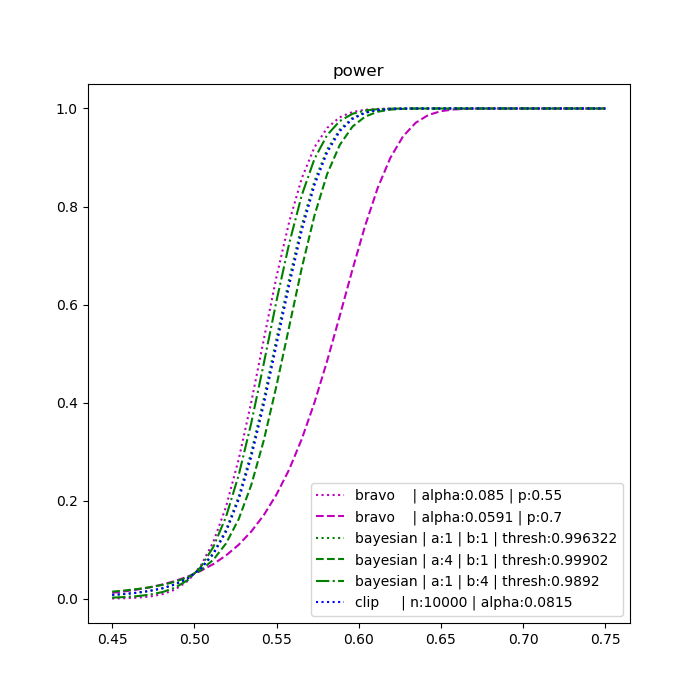 power
1.0
0.8
0.6
0.4
0.2
0.0
bravo | alpha:0.085 | p:0.55
bravo | alpha:0.0591 | p:0.7
bayesian | a:1 | b:1 | thresh:0.996322
bayesian | a:4 | b:1 | thresh:0.99902
bayesian | a:1 | b:4 | thresh:0.9892
clip | n:10000 | alpha:0.0815
0.45 0.50 0.55 0.60 0.65 0.70 0.75